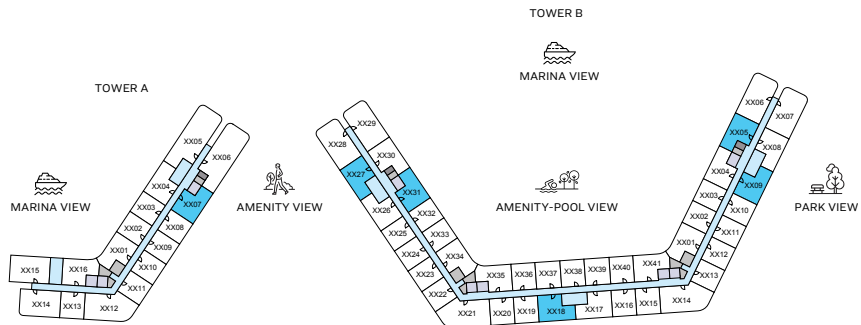 TOWER B
MARINA VIEW
TOWER A
MARINA VIEW
AMENITY VIEW
AMENITY-POOL VIEW
PARK VIEW
XX05
XX06
XX04
XX03
XX07
XX02
XX08
XX01
XX09
XX15
XX16
XX10
XX11
XX14
XX13
XX12
XX29
XX28
XX30
XX27
XX31
XX26
XX32
XX25
XX33
XX24
XX34
XX23
XX22
XX35
XX36
XX37
XX38
XX39
XX40
XX41
XX21
XX20
XX19
XX18
XX17
XX16
XX15
XX14
XX06
XX07
XX05
XX08
XX04
XX09
XX03
XX10
XX02
XX11
XX01
XX12
XX13